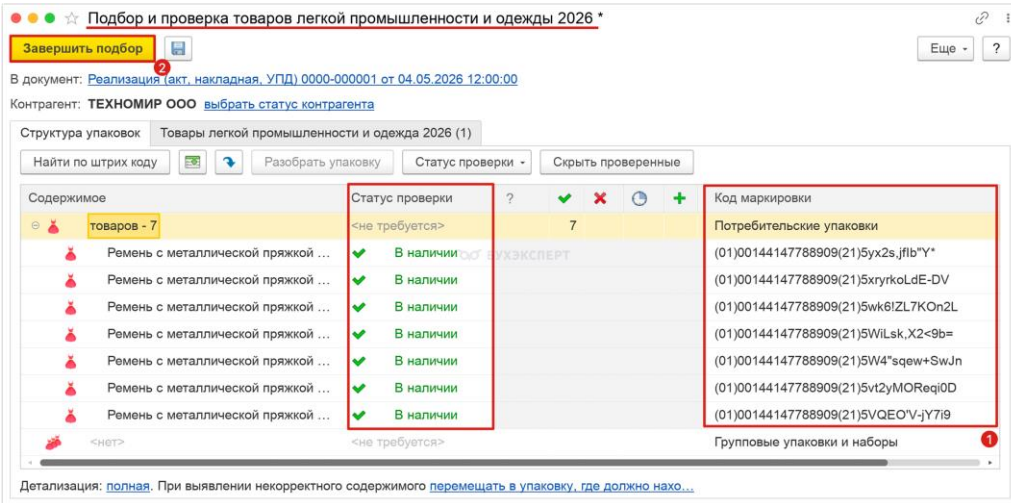 Подбор и проверка товаров легкой промышленности и одежды 2026 *
Завершить подбор Еще ?
2
В документ: Реализация (акт, накладная, УПД) 0000-000001 от 04.05.2026 12:00:00
Контрагент: ТЕХНОМИР ООО выбрать статус контрагента
Структура упаковок Товары легкой промышленности и одежда 2026 (1)
Найти по штрих коду Разобрать упаковку Статус проверки Скрыть проверенные
Содержимое Статус проверки ? Код маркировки
товаров - 7 <не требуется> 7 Потребительские упаковки
Ремень с металлической пряжкой ... В наличии (01)00144147788909(21)5yx2s,jflb"Y*
БУХЭКСПЕРТ
Ремень с металлической пряжкой ... В наличии (01)00144147788909(21)5xryrkoLdE-DV
Ремень с металлической пряжкой ... В наличии (01)00144147788909(21)5wk6!ZL7KOn2L
Ремень с металлической пряжкой ... В наличии (01)00144147788909(21)5WiLsk,X2<9b=
Ремень с металлической пряжкой ... В наличии (01)00144147788909(21)5W4"sqew+SwJn
Ремень с металлической пряжкой ... В наличии (01)00144147788909(21)5vt2yMOReqi0D
Ремень с металлической пряжкой ... В наличии (01)00144147788909(21)5VQEO'V-jY7i9
<нет> <не требуется> Групповые упаковки и наборы 1
Детализация: полная. При выявлении некорректного содержимого перемещать в упаковку, где должно нахо...